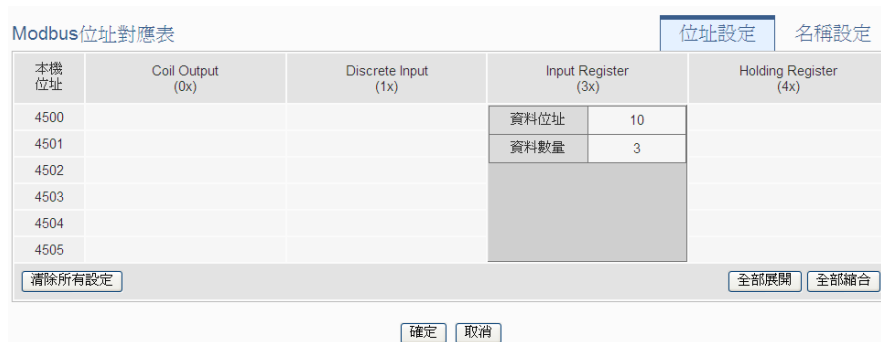 Modbus位址對應表 位址設定 名稱設定
本機位址 Coil Output (0x) Discrete Input (1x) Input Register (3x) Holding Register (4x)
4500 資料位址 10
4501 資料數量 3
4502
4503
4504
4505
清除所有設定 全部展開 全部縮合
確定 取消